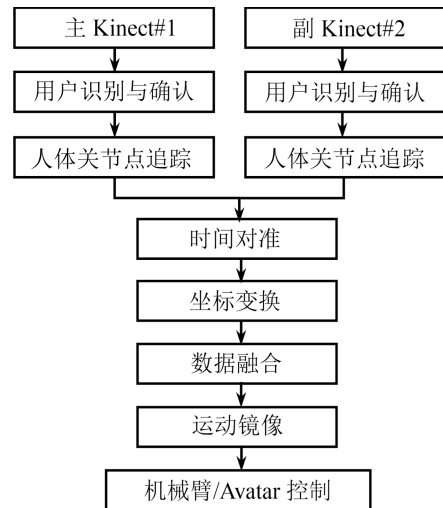 主 Kinect#1
副 Kinect#2
用户识别与确认
用户识别与确认
人体关节点追踪
人体关节点追踪
时间对准
坐标变换
数据融合
运动镜像
机械臂/Avatar 控制